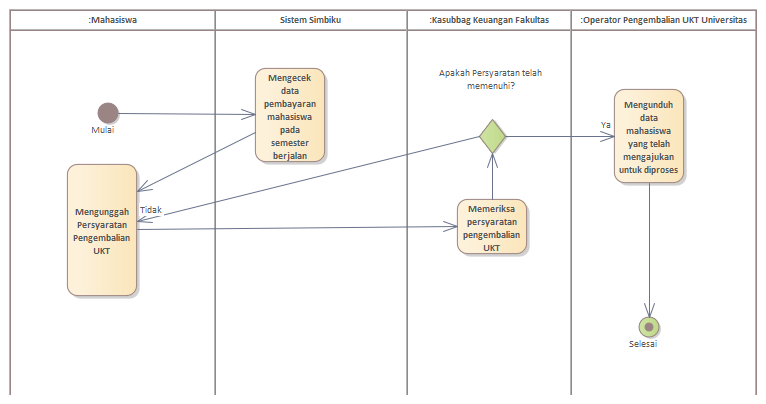 :Mahasiswa
Sistem Simbiku
:Kasubbag Keuangan Fakultas
:Operator Pengembalian UKT Universitas
Mulai
Mengecek
data
pembayaran
mahasiswa
pada
semester
berjalan
Apakah Persyaratan telah
memenuhi?
Ya
Mengunduh
data
mahasiswa
yang telah
mengajukan
untuk diproses
Tidak
Mengunggah
Persyaratan
Pengembalian
UKT
Memeriksa
persyaratan
pengembalian
UKT
Selesai